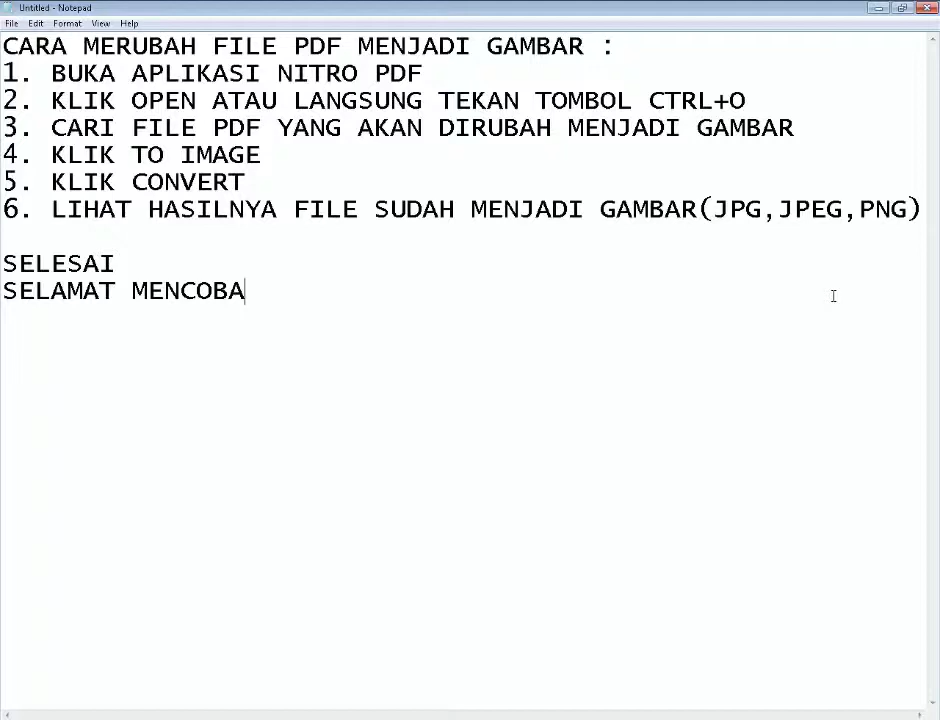 Untitled - Notepad
File Edit Format View Help
CARA MERUBAH FILE PDF MENJADI GAMBAR :
1. BUKA APLIKASI NITRO PDF
2. KLIK OPEN ATAU LANGSUNG TEKAN TOMBOL CTRL+O
3. CARI FILE PDF YANG AKAN DIRUBAH MENJADI GAMBAR
4. KLIK TO IMAGE
5. KLIK CONVERT
6. LIHAT HASILNYA FILE SUDAH MENJADI GAMBAR(JPG,JPEG,PNG)
SELESAI
SELAMAT MENCOBA